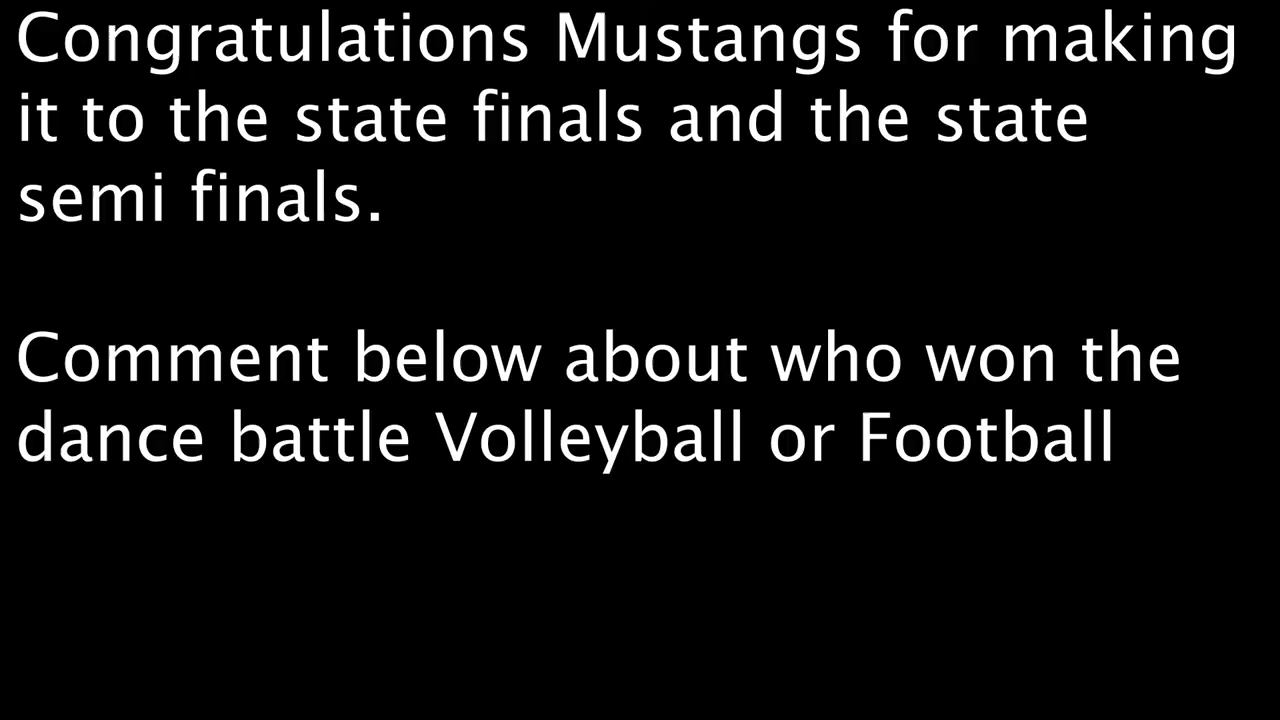 Congratulations Mustangs for making
it to the state finals and the state
semi finals.
Comment below about who won the
dance battle Volleyball or Football